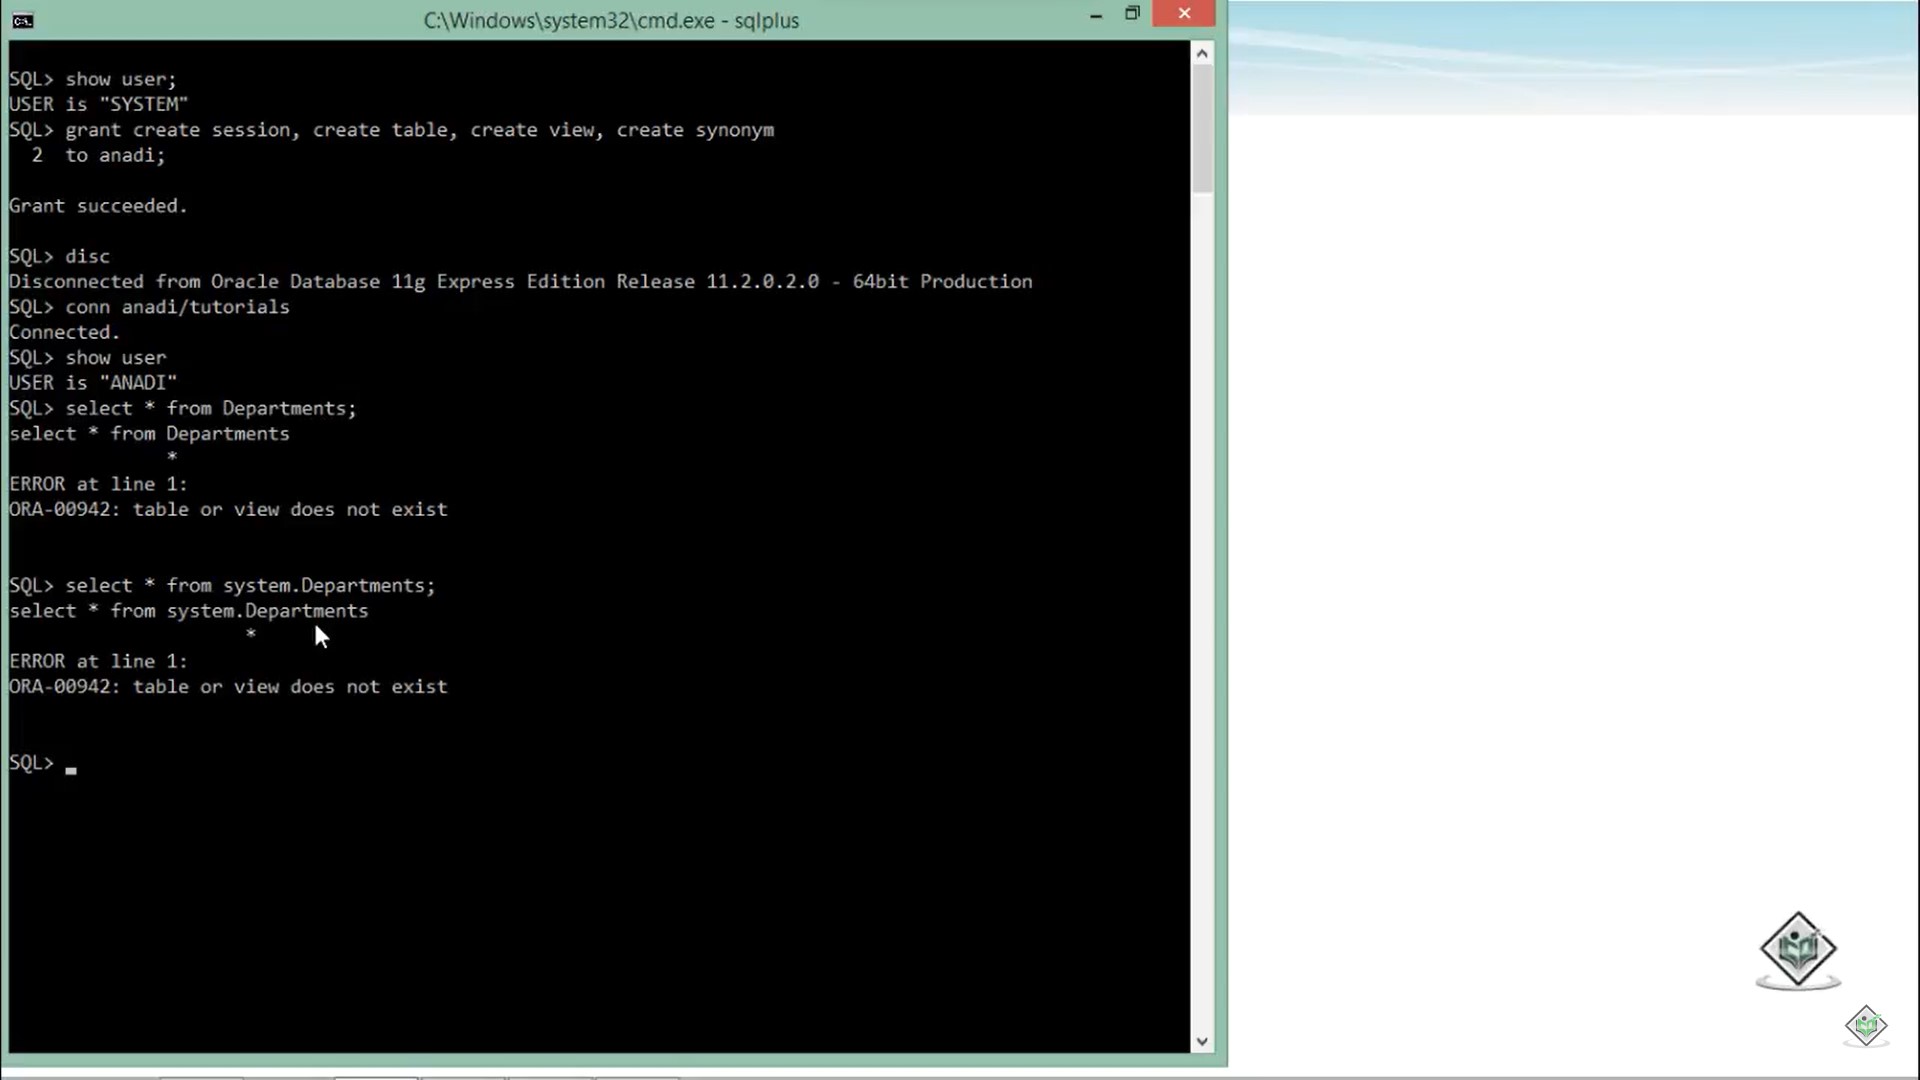 C:\Windows\system32\cmd.exe - sqlplus
SQL> show user;
USER is "SYSTEM"
SQL> grant create session, create table, create view, create synonym
2 to anadi;
Grant succeeded.
SQL> disc
Disconnected from Oracle Database 11g Express Edition Release 11.2.0.2.0 - 64bit Production
SQL> conn anadi/tutorials
Connected.
SQL> show user
USER is "ANADI"
SQL> select * from Departments;
select * from Departments
*
ERROR at line 1:
ORA-00942: table or view does not exist
SQL> select * from system.Departments;
select * from system.Departments
*
ERROR at line 1:
ORA-00942: table or view does not exist
SQL>